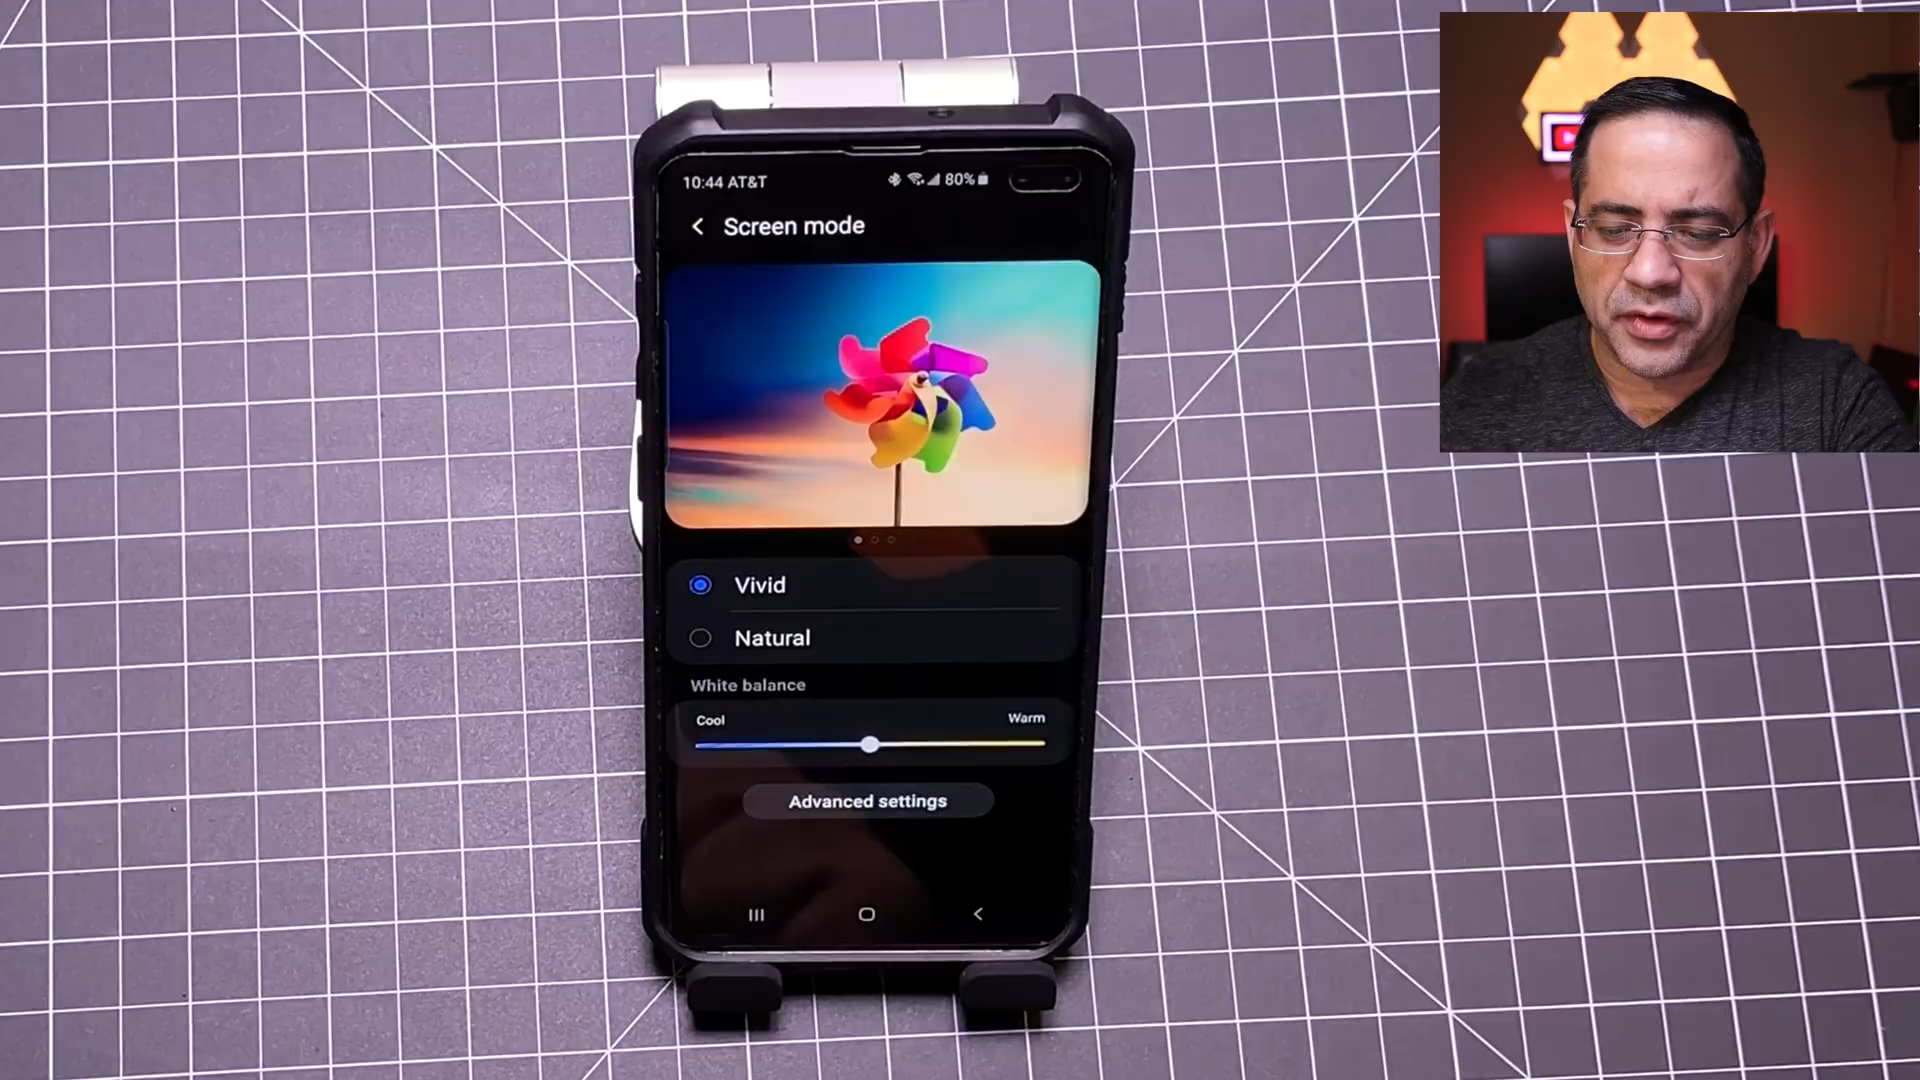 10:44 AT&T 80%
Screen mode
Vivid
Natural
White balance
Cool Warm
Advanced settings